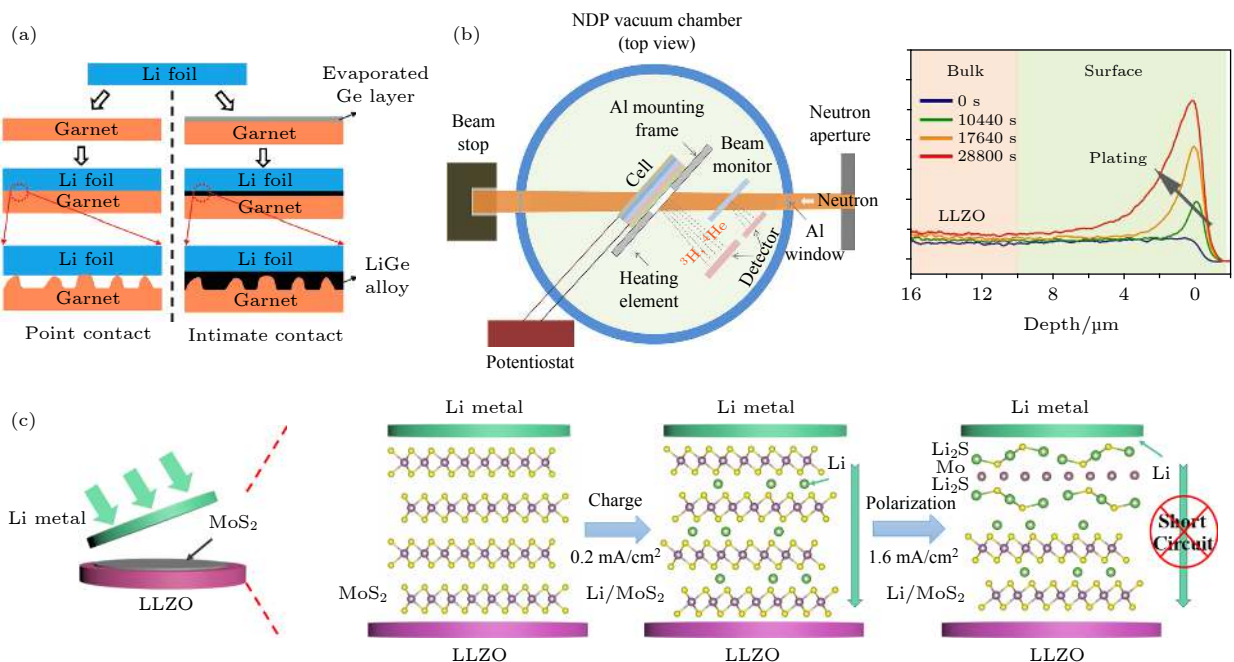 (a)
Li foil
Evaporated
Ge layer
Garnet
Garnet
Li foil
Garnet
Li foil
Garnet
Li foil
Garnet
Li foil
Garnet
LiGe
alloy
Point contact
Intimate contact
(b)
NDP vacuum chamber
(top view)
Beam
stop
Al mounting
frame
Neutron
aperture
Beam
monitor
Cell
Neutron
Al
window
³H
⁴He
Detector
Heating
element
Potentiostat
Bulk
Surface
0 s
10440 s
17640 s
28800 s
Plating
LLZO
16
12
8
4
0
Depth/µm
(c)
Li metal
MoS₂
LLZO
Li metal
MoS₂
LLZO
Charge
0.2 mA/cm²
Li metal
Li
Li/MoS₂
LLZO
Polarization
1.6 mA/cm²
Li metal
Li₂S
Mo
Li₂S
Li
Short
Circuit
Li/MoS₂
LLZO